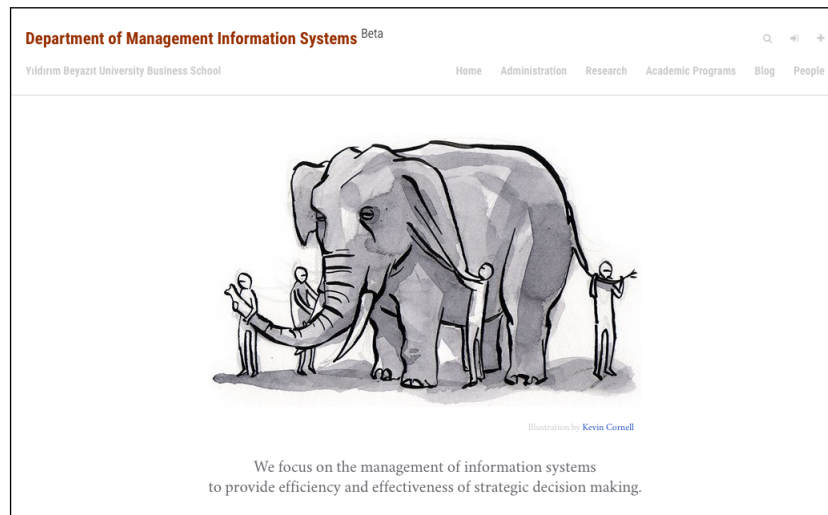 Department of Management Information Systems Beta
Yıldırım Beyazıt University Business School
Home Administration Research Academic Programs Blog People
Illustration by Kevin Cornell
We focus on the management of information systems
to provide efficiency and effectiveness of strategic decision making.